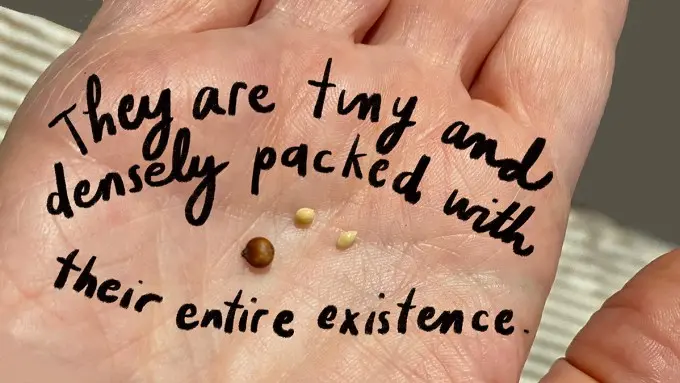 They are tiny and
densely packed with
their entire existence.